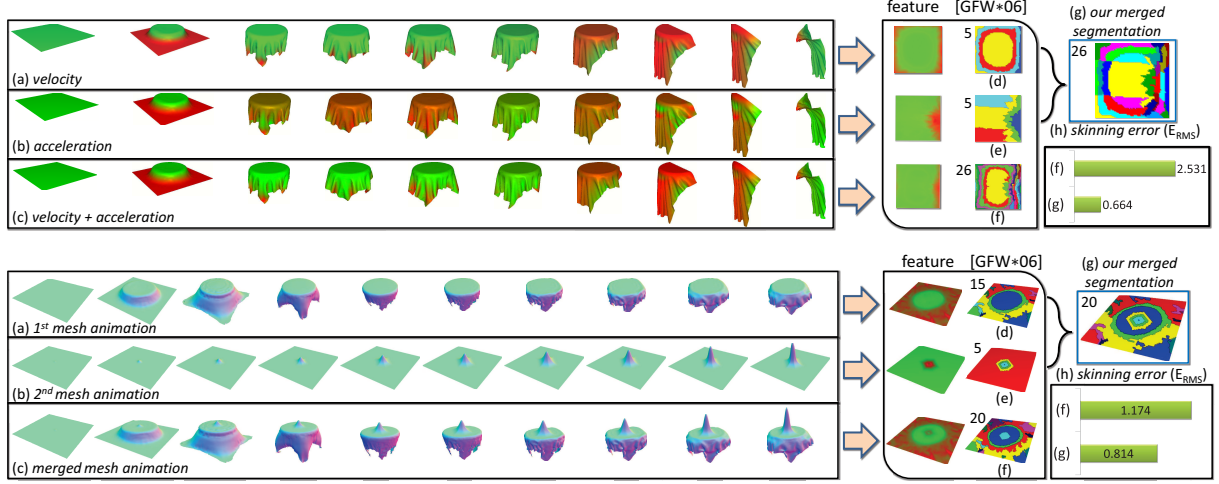 feature [GFW*06] (g) our merged
segmentation
5
26
(a) velocity
(d)
5
(b) acceleration
(e)
(h) skinning error (E_RMS)
26
(f) 2.531
(g) 0.664
(c) velocity + acceleration
(f)
feature [GFW*06] (g) our merged
segmentation
15
20
(a) 1st mesh animation
(d)
5
(b) 2nd mesh animation
(e)
(h) skinning error (E_RMS)
20
(f) 1.174
(g) 0.814
(c) merged mesh animation
(f)